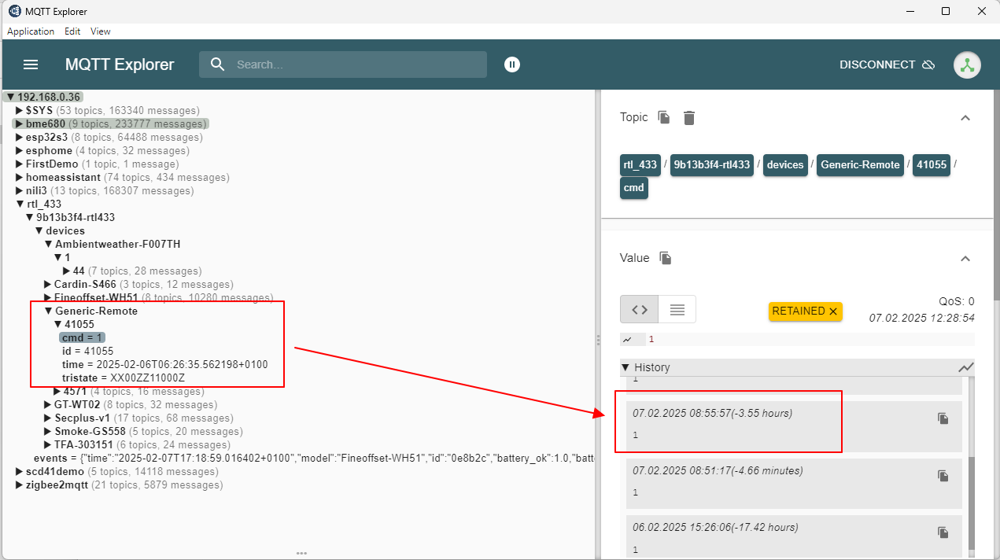 MQTT Explorer
Application Edit View
MQTT Explorer Search... DISCONNECT
▼ 192.168.0.36
▶ $SYS (53 topics, 163340 messages)
▶ bme680 (9 topics, 233777 messages)
▶ esp32s3 (8 topics, 64488 messages)
▶ esphome (4 topics, 32 messages)
▶ FirstDemo (1 topic, 1 message)
▶ homeassistant (74 topics, 434 messages)
▶ nili3 (13 topics, 168307 messages)
▼ rtl_433
▼ 9b13b3f4-rtl433
▼ devices
▼ Ambientweather-F007TH
▼ 1
▶ 44 (7 topics, 28 messages)
▶ Cardin-S466 (3 topics, 12 messages)
▶ Fineoffset-WH51 (8 topics, 10280 messages)
▼ Generic-Remote
▼ 41055
cmd = 1
id = 41055
time = 2025-02-06T06:26:35.562198+0100
tristate = XX00ZZ11000Z
▶ 4571 (4 topics, 16 messages)
▶ GT-WT02 (8 topics, 32 messages)
▶ Secplus-v1 (17 topics, 68 messages)
▶ Smoke-GS558 (5 topics, 20 messages)
▶ TFA-303151 (6 topics, 24 messages)
events = {"time":"2025-02-07T17:18:59.016402+0100","model":"Fineoffset-WH51","id":"0e8b2c","battery_ok":1.0,"batt
▶ scd41demo (5 topics, 14118 messages)
▶ zigbee2mqtt (21 topics, 5879 messages)
Topic
rtl_433 / 9b13b3f4-rtl433 / devices / Generic-Remote / 41055 /
cmd
Value
QoS: 0
RETAINED
07.02.2025 12:28:54
1
▼ History
1
07.02.2025 08:55:57(-3.55 hours)
1
07.02.2025 08:51:17(-4.66 minutes)
1
06.02.2025 15:26:06(-17.42 hours)
1